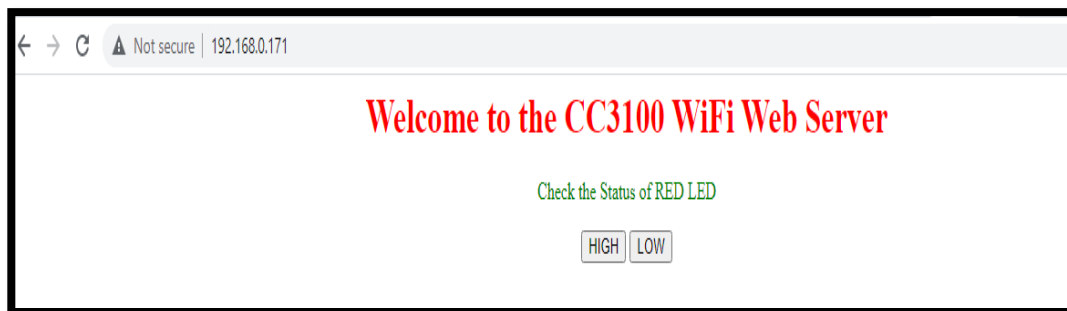 Not secure | 192.168.0.171
Welcome to the CC3100 WiFi Web Server
Check the Status of RED LED
HIGH LOW